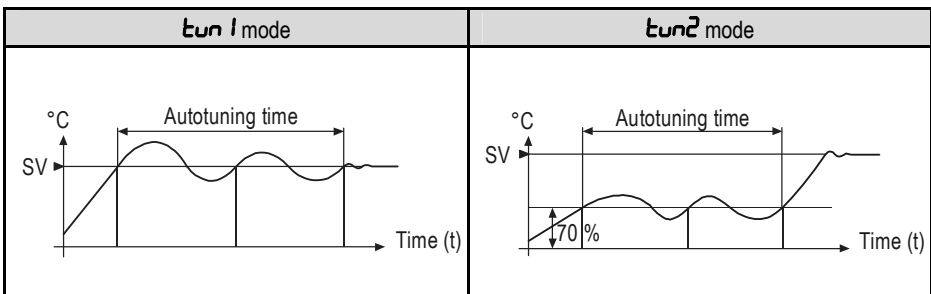 tun1 mode
tun2 mode
°C
Autotuning time
SV
Time (t)
°C
Autotuning time
SV
70 %
Time (t)